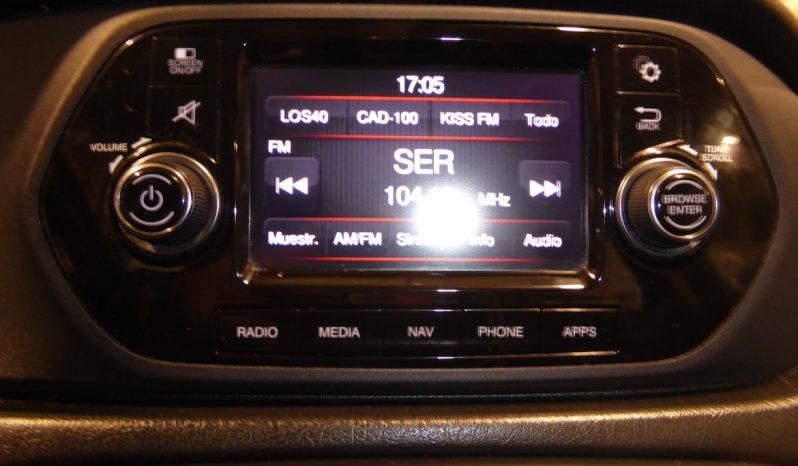 SCREEN
ON/OFF
17:05
LOS40 CAD-100 KISS FM Todo
BACK
VOLUME
FM
SER
SCROLL
MHz
BROWSE
ENTER
Muestr. AM/FM Audio
RADIO MEDIA NAV PHONE APPS